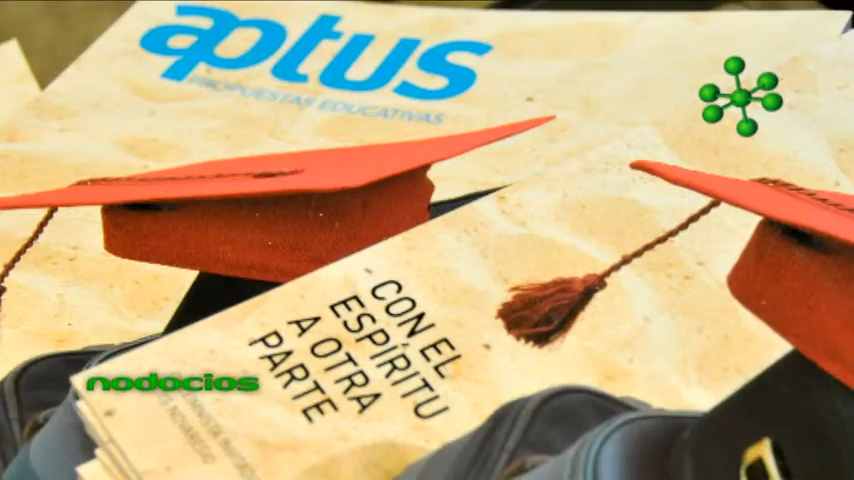 aptus
PROPUESTAS EDUCATIVAS
CON EL
ESPÍRITU
A OTRA
PARTE
nodocios